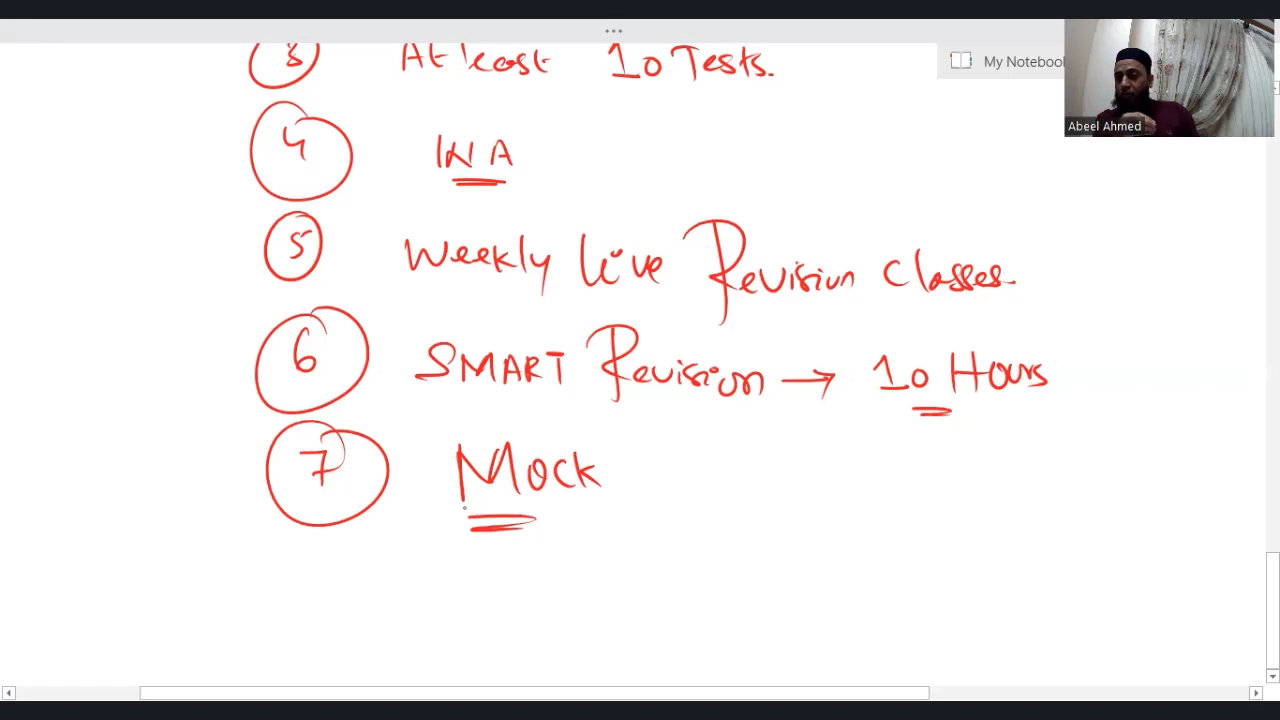 ...
3 At least 10 Tests.
My Notebook
Abeel Ahmed
4 INA
5 Weekly Live Revision Classes.
6 SMART Revision → 10 Hours
7 Mock